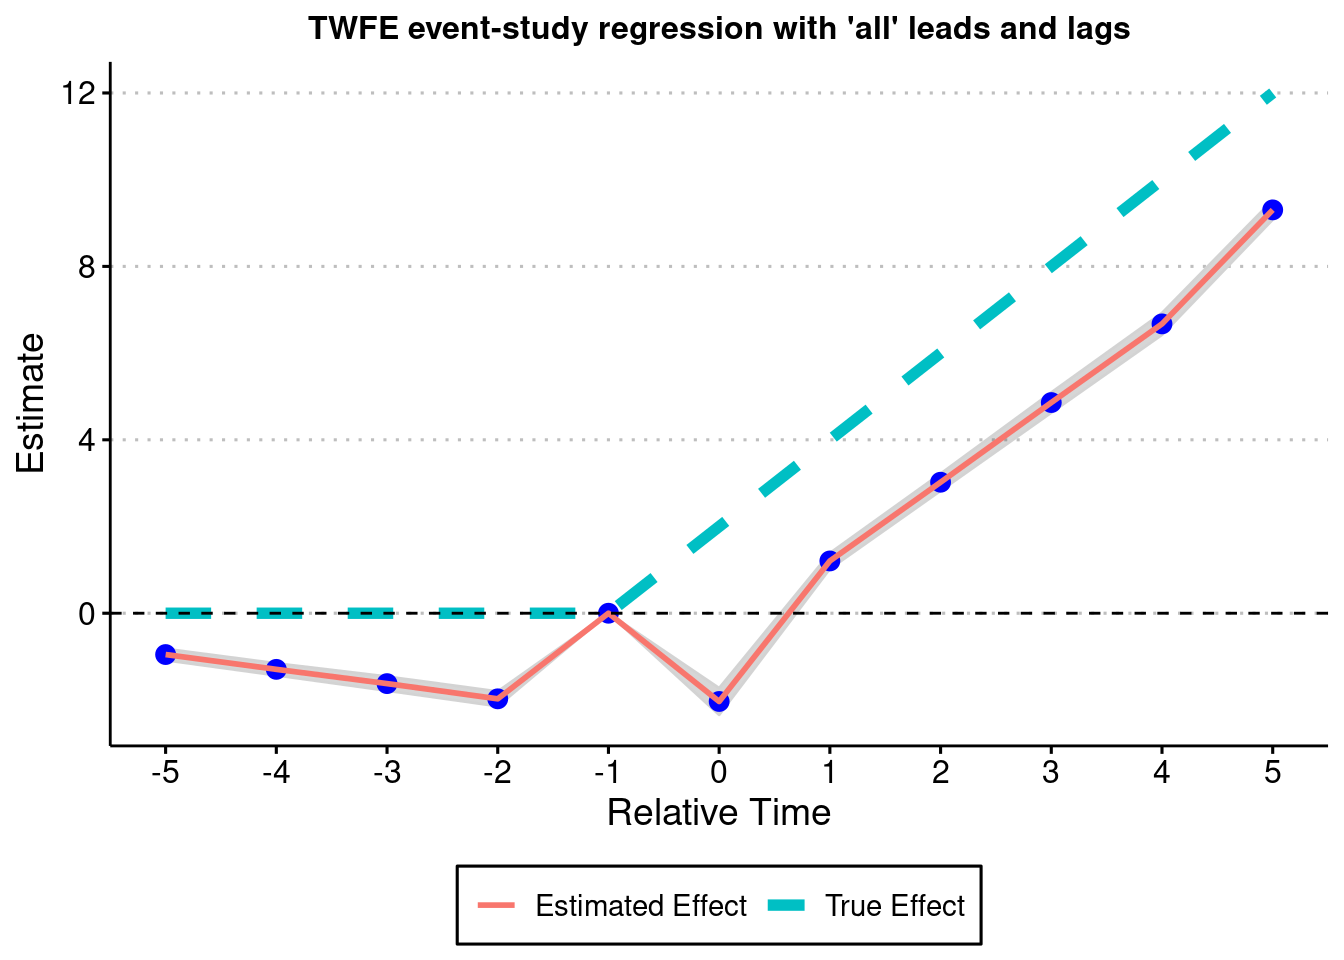 TWFE event-study regression with 'all' leads and lags
12
8
4
0
Estimate
-5 -4 -3 -2 -1 0 1 2 3 4 5
Relative Time
Estimated Effect True Effect